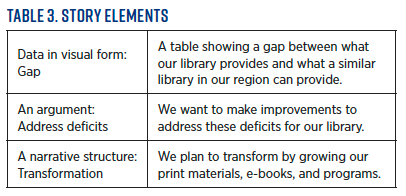 TABLE 3. STORY ELEMENTS
Data in visual form:
Gap
A table showing a gap between what
our library provides and what a similar
library in our region can provide.
An argument:
Address deficits
We want to make improvements to
address these deficits for our library.
A narrative structure:
Transformation
We plan to transform by growing our
print materials, e-books, and programs.